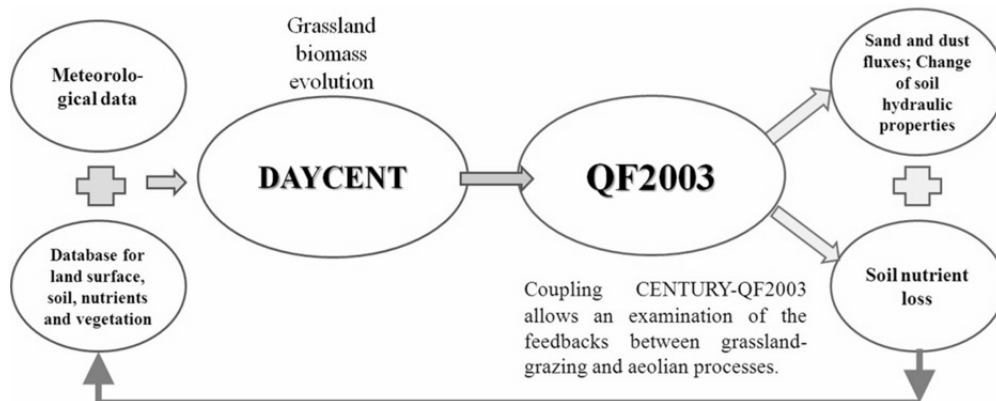 Meteorolo-
gical data
Database for
land surface,
soil, nutrients
and vegetation
Grassland
biomass
evolution
DAYCENT
QF2003
Coupling CENTURY-QF2003
allows an examination of the
feedbacks between grassland-
grazing and aeolian processes.
Sand and dust
fluxes; Change
of soil
hydraulic
properties
Soil nutrient
loss